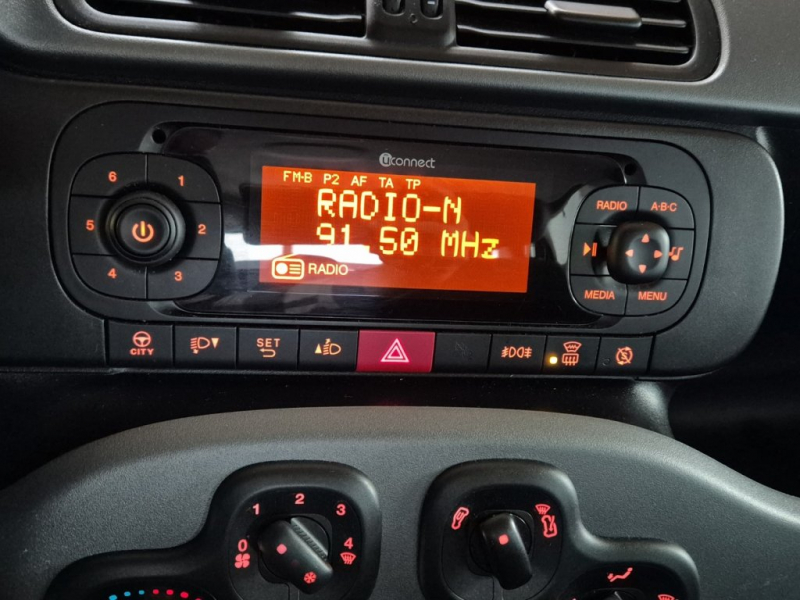 Uconnect
FM-B P2 AF TA TP
RADIO-N
91.50 MHz
RADIO
6 1
5 2
4 3
RADIO A·B·C
MEDIA MENU
CITY
SET
0 1 2 3 4